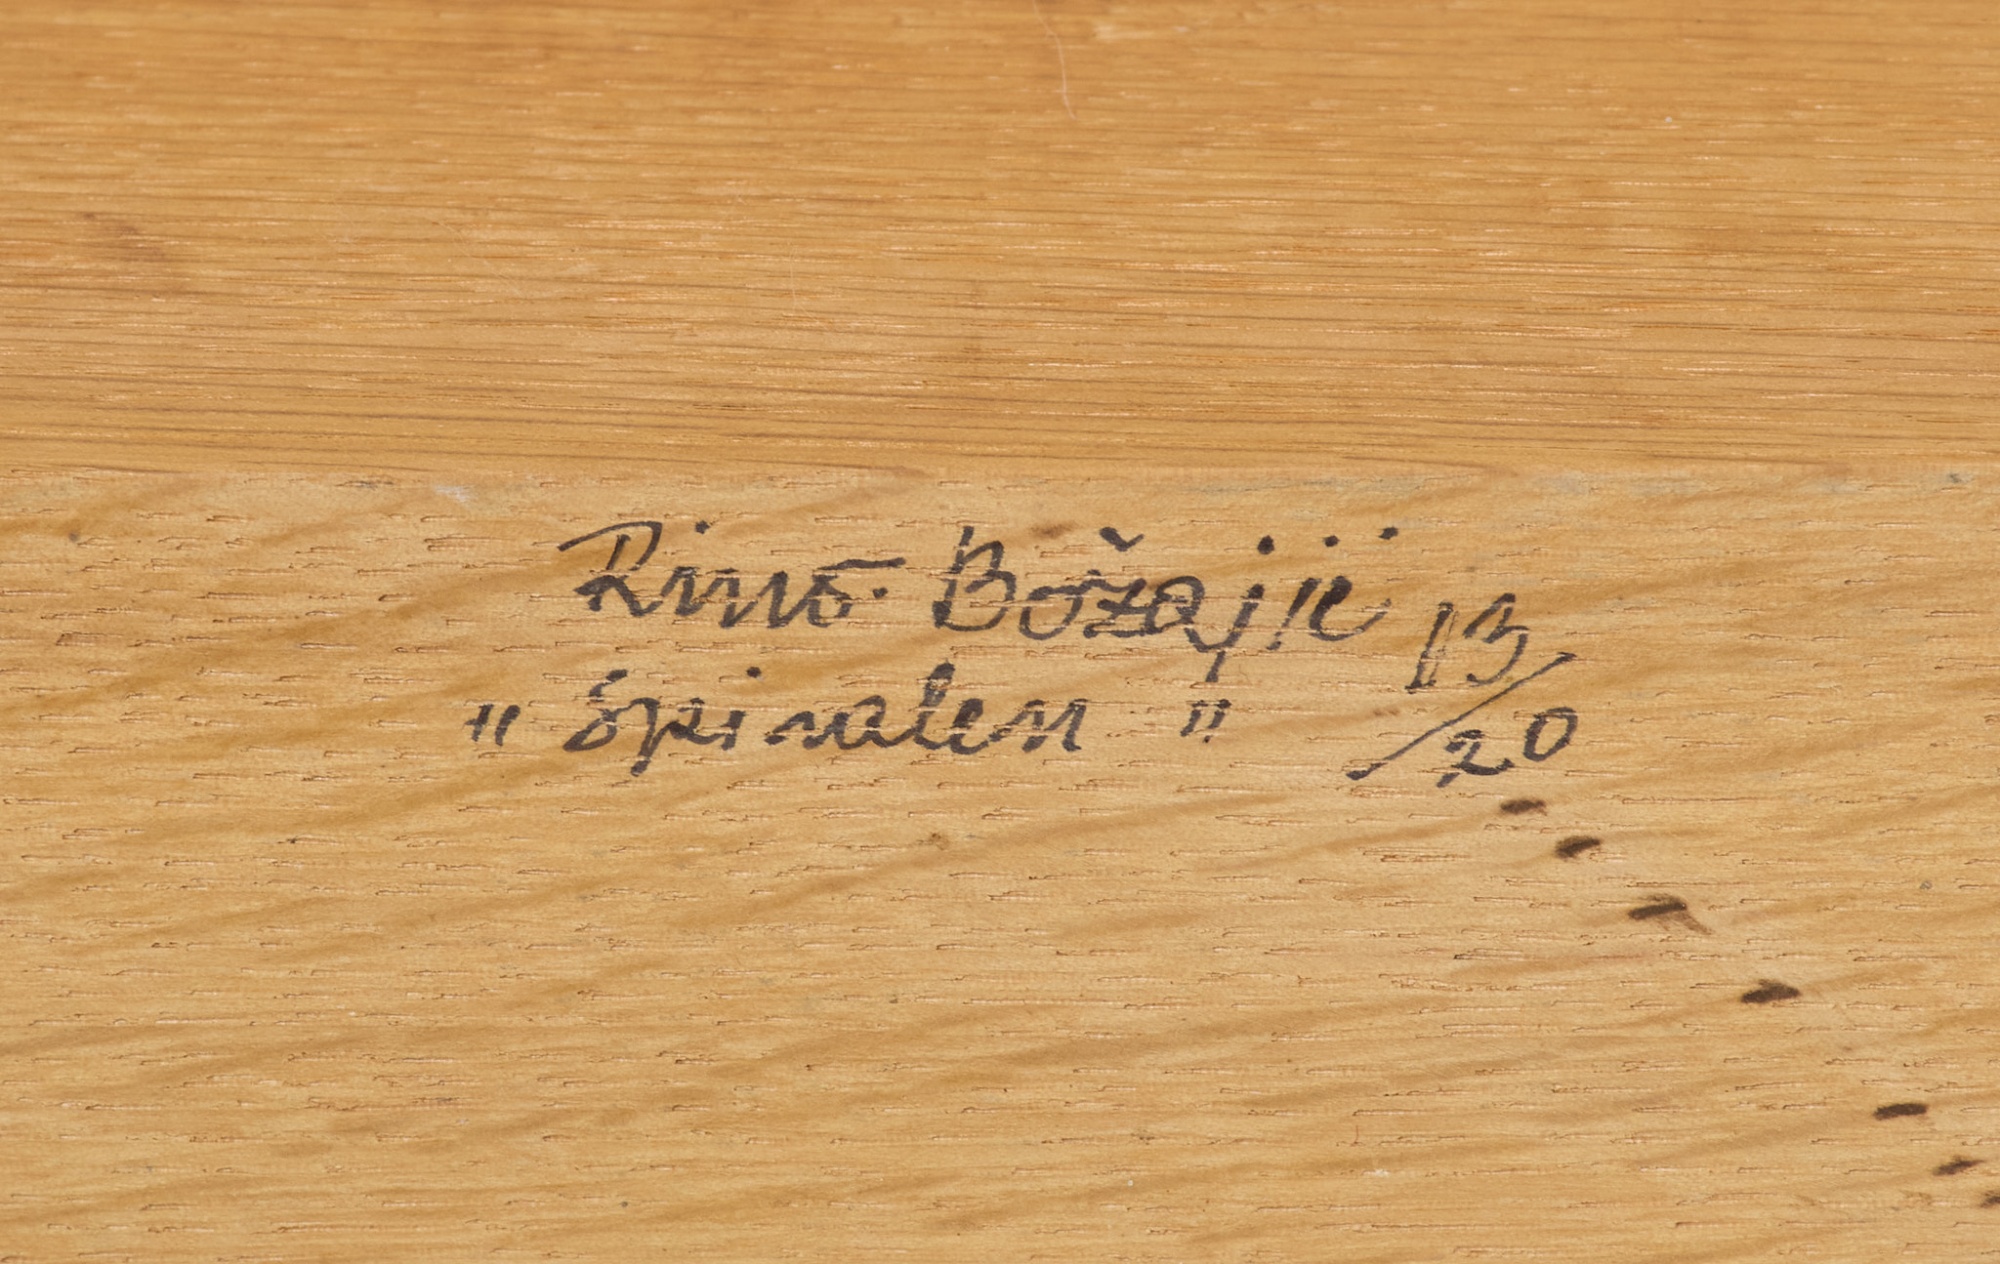 Rino. Božajić 13/20
" Spiralen "